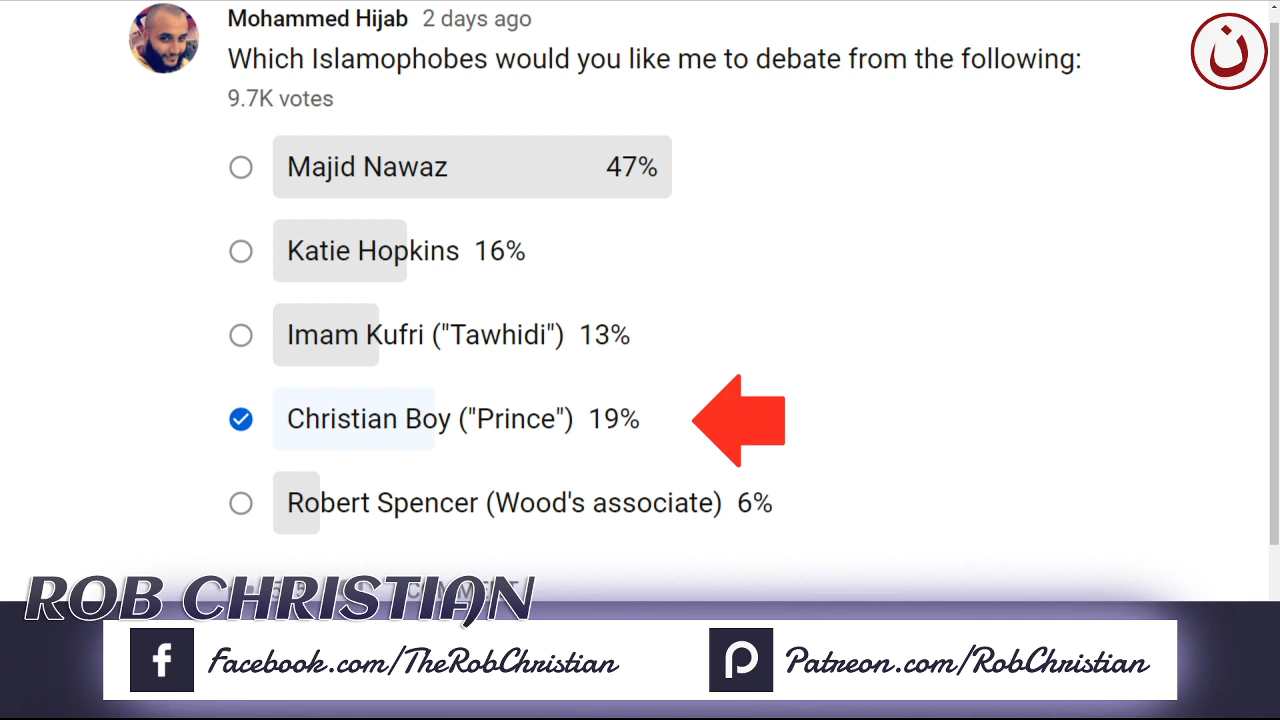 Mohammed Hijab 2 days ago
Which Islamophobes would you like me to debate from the following:
9.7K votes
Majid Nawaz 47%
Katie Hopkins 16%
Imam Kufri ("Tawhidi") 13%
Christian Boy ("Prince") 19%
Robert Spencer (Wood's associate) 6%
ROB CHRISTIAN
Facebook.com/TheRobChristian
Patreon.com/RobChristian
ن